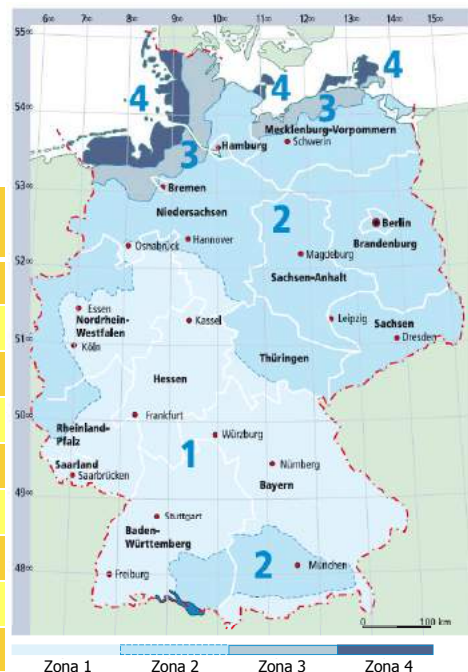 6 00 7 00 8 00 9 00 10 00 11 00 12 00 13 00 14 00 15 00
55 00
4
4
4
54 00
3
Mecklenburg-Vorpommern
Hamburg
Schwerin
3
53 00
Bremen
Niedersachsen
2
Berlin
Osnabrück
Hannover
Brandenburg
52 00
Magdeburg
Sachsen-Anhalt
Essen
Nordrhein-
Westfalen
Kassel
Leipzig
Sachsen
Köln
Dresden
51 00
Thüringen
Hessen
50 00
Frankfurt
Rheinland-
Pfalz
1
Würzburg
Saarland
Saarbrücken
Nürnberg
Bayern
49 00
Stuttgart
Baden-
Württemberg
2
München
48 00
Freiburg
0 100 km
Zona 1 Zona 2 Zona 3 Zona 4